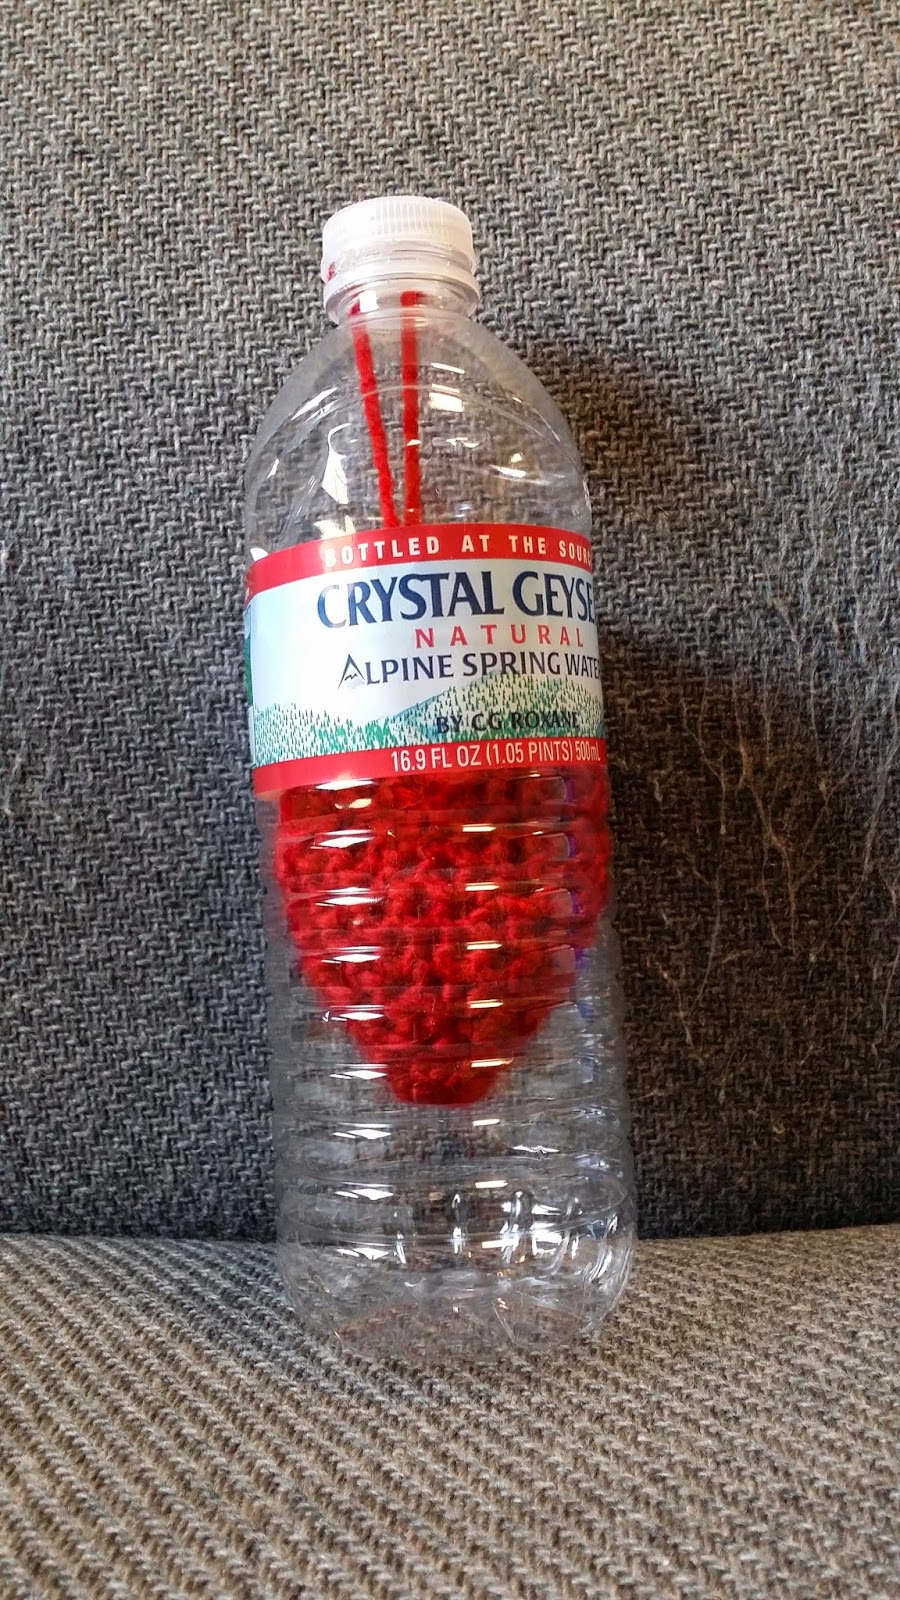 BOTTLED AT THE SOUR
CRYSTAL GEYSE
NATURAL
ALPINE SPRING WATE
BY CG ROXANE
16.9 FL OZ (1.05 PINTS) 500mL